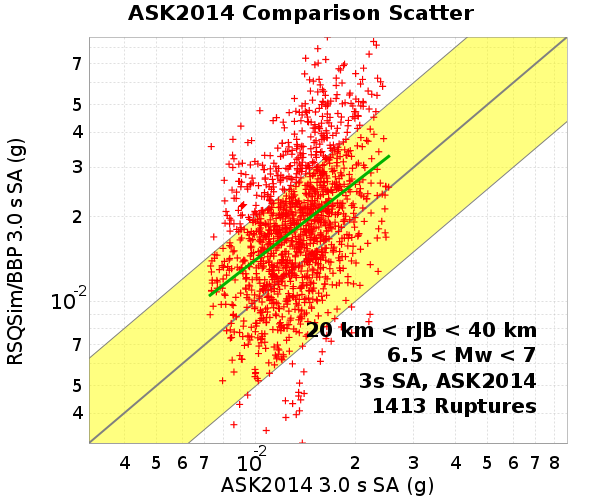 ASK2014 Comparison Scatter
RSQSim/BBP 3.0 s SA (g)
7
5
4
3
2
10-2
7
5
4
20 km < rJB < 40 km
6.5 < Mw < 7
3s SA, ASK2014
1413 Ruptures
4 5 6 7 10-2 2 3 4 5 6 7 8
ASK2014 3.0 s SA (g)